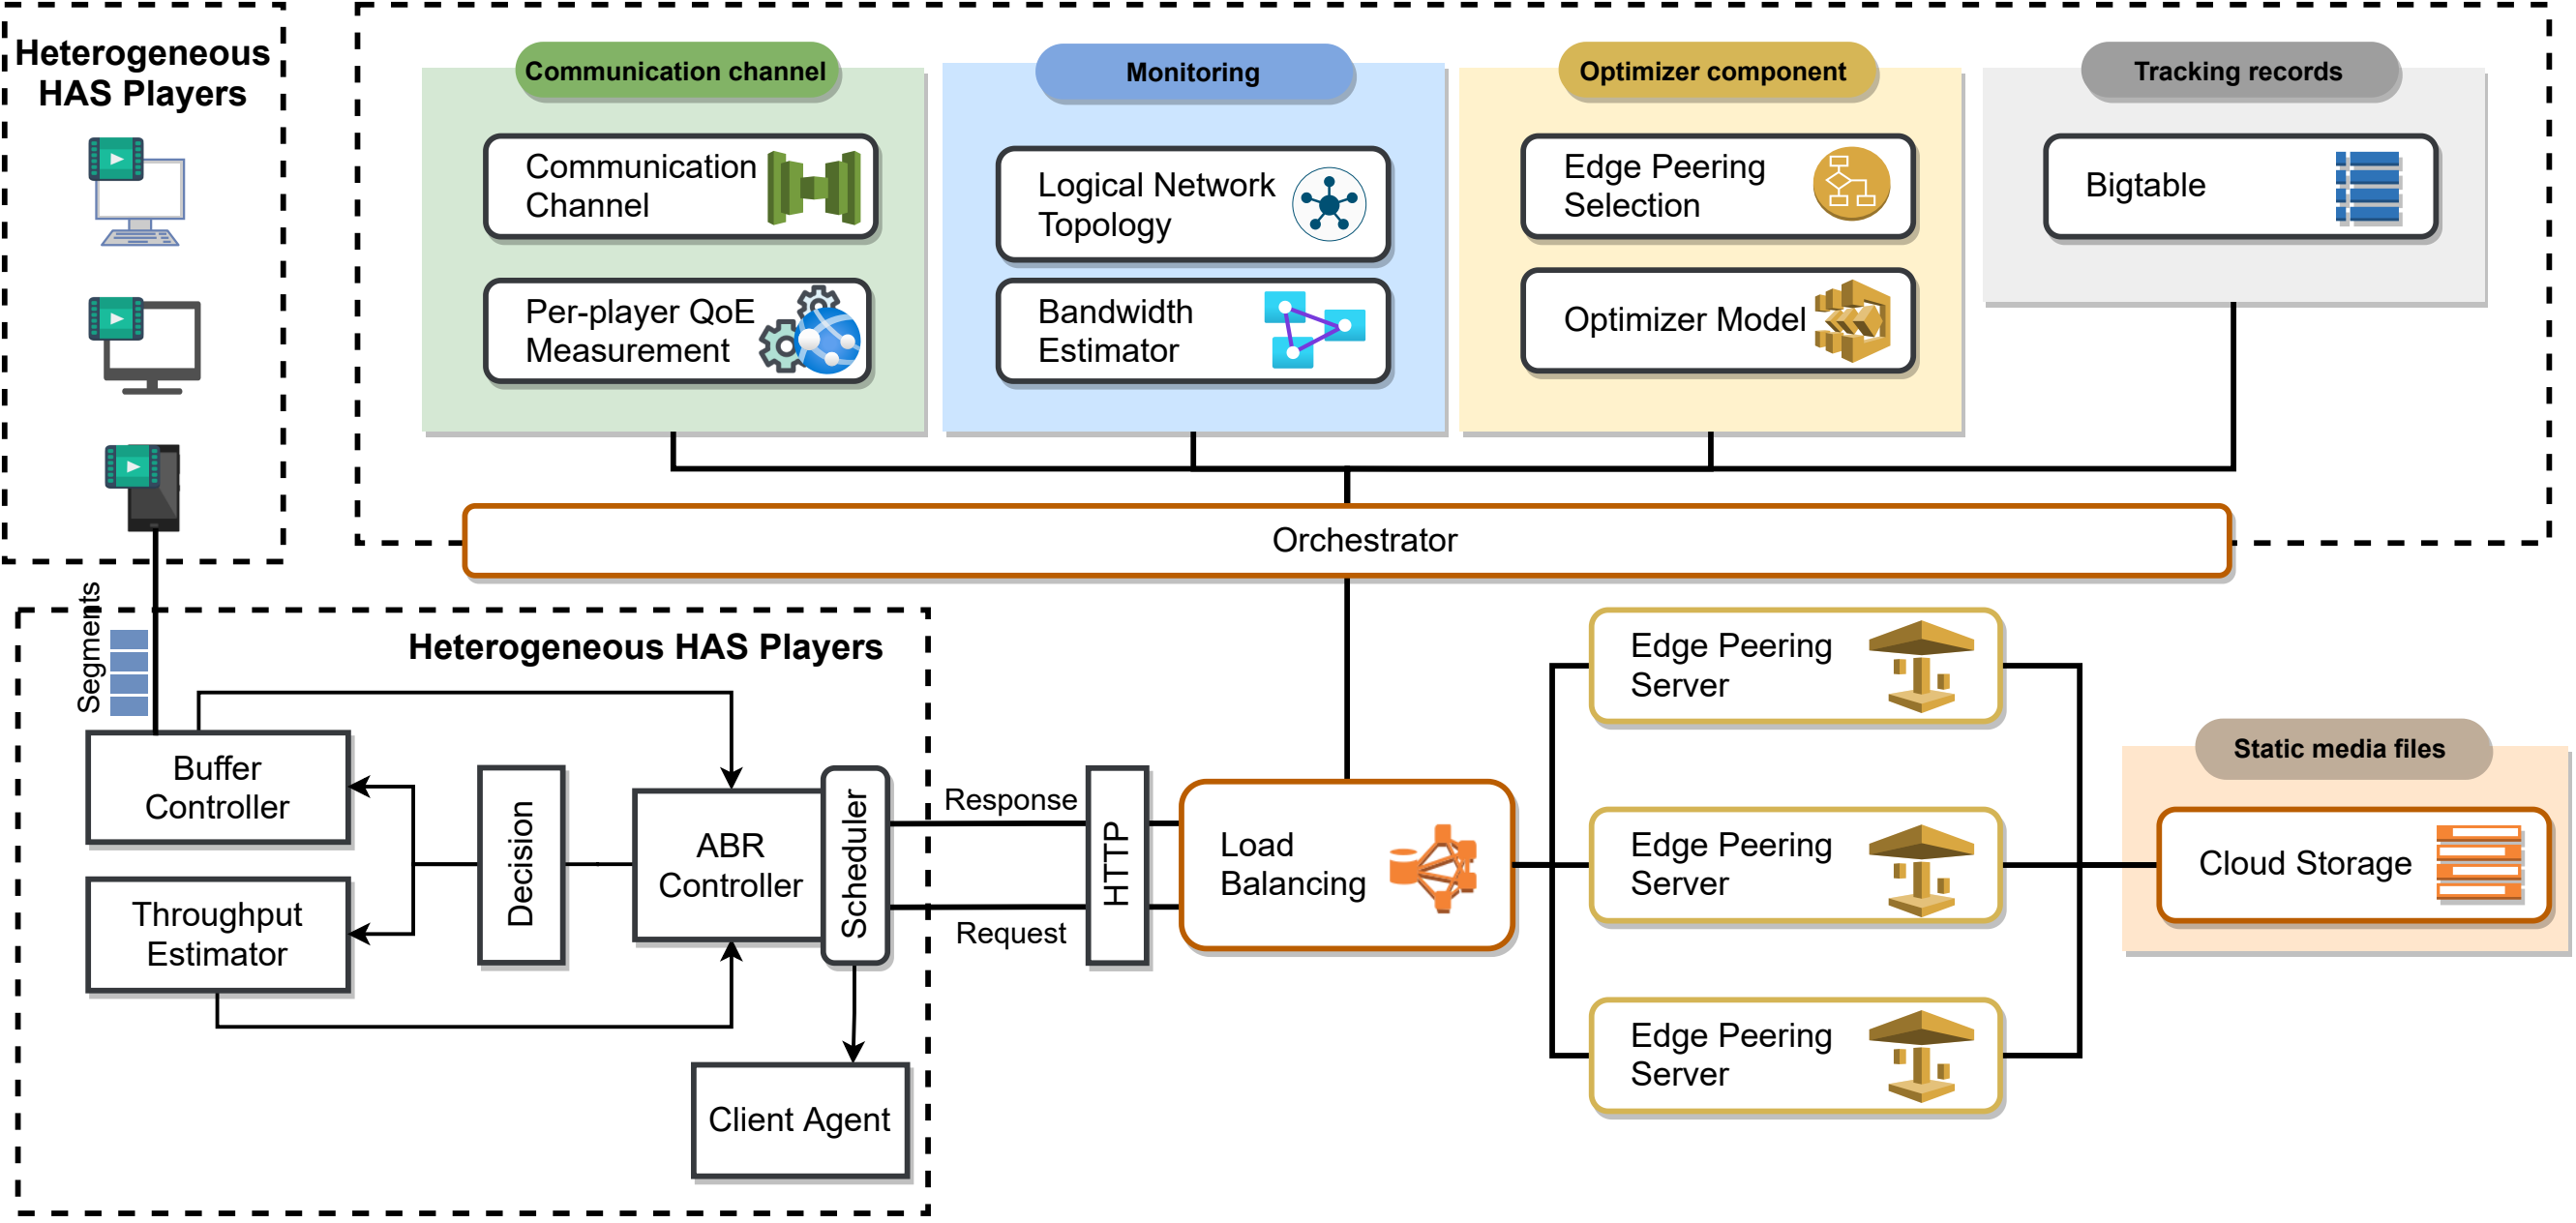 Heterogeneous
HAS Players
Communication channel
Communication
Channel
Per-player QoE
Measurement
Monitoring
Logical Network
Topology
Bandwidth
Estimator
Optimizer component
Edge Peering
Selection
Optimizer Model
Tracking records
Bigtable
Orchestrator
Segments
Heterogeneous HAS Players
Buffer
Controller
Throughput
Estimator
Decision
ABR
Controller
Scheduler
Client Agent
Response
Request
HTTP
Load
Balancing
Edge Peering
Server
Edge Peering
Server
Edge Peering
Server
Static media files
Cloud Storage